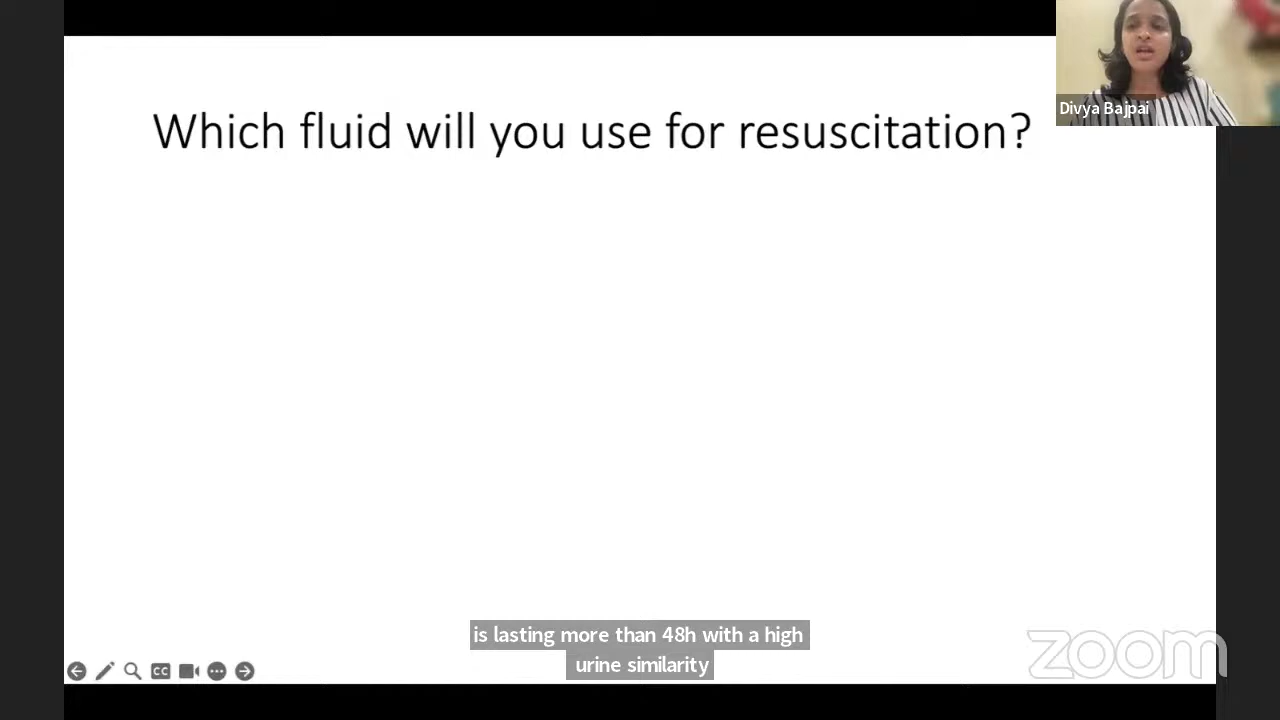 Divya Bajpai
Which fluid will you use for resuscitation?
is lasting more than 48h with a high
urine similarity
CC
zoom